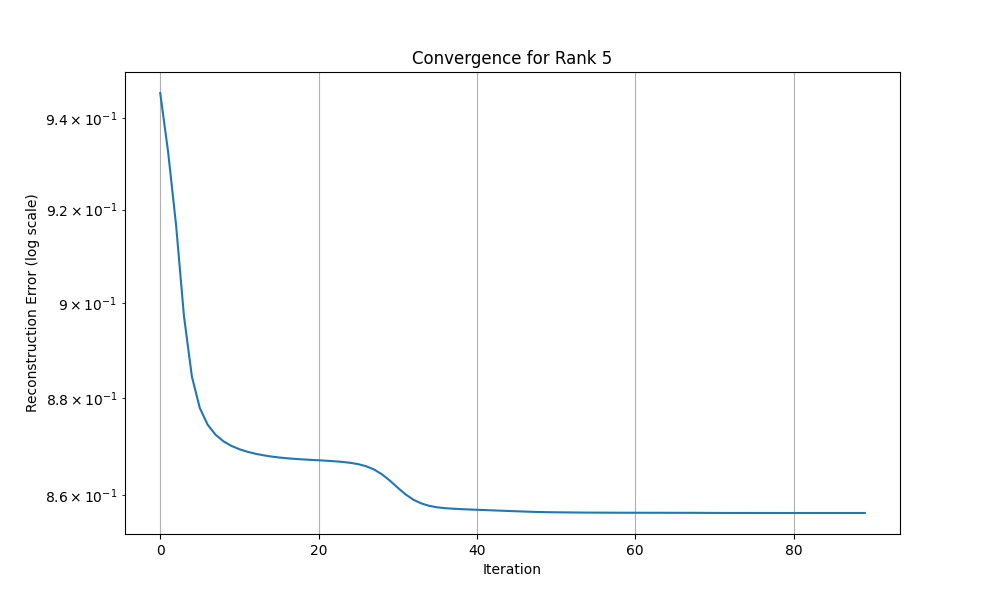 Convergence for Rank 5
Reconstruction Error (log scale)
9.4 × 10⁻¹
9.2 × 10⁻¹
9 × 10⁻¹
8.8 × 10⁻¹
8.6 × 10⁻¹
0 20 40 60 80
Iteration